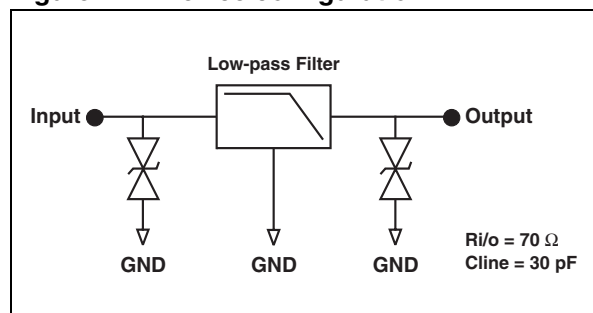 Low-pass Filter
Input
Output
GND
GND
GND
Ri/o = 70 Ω
Cline = 30 pF